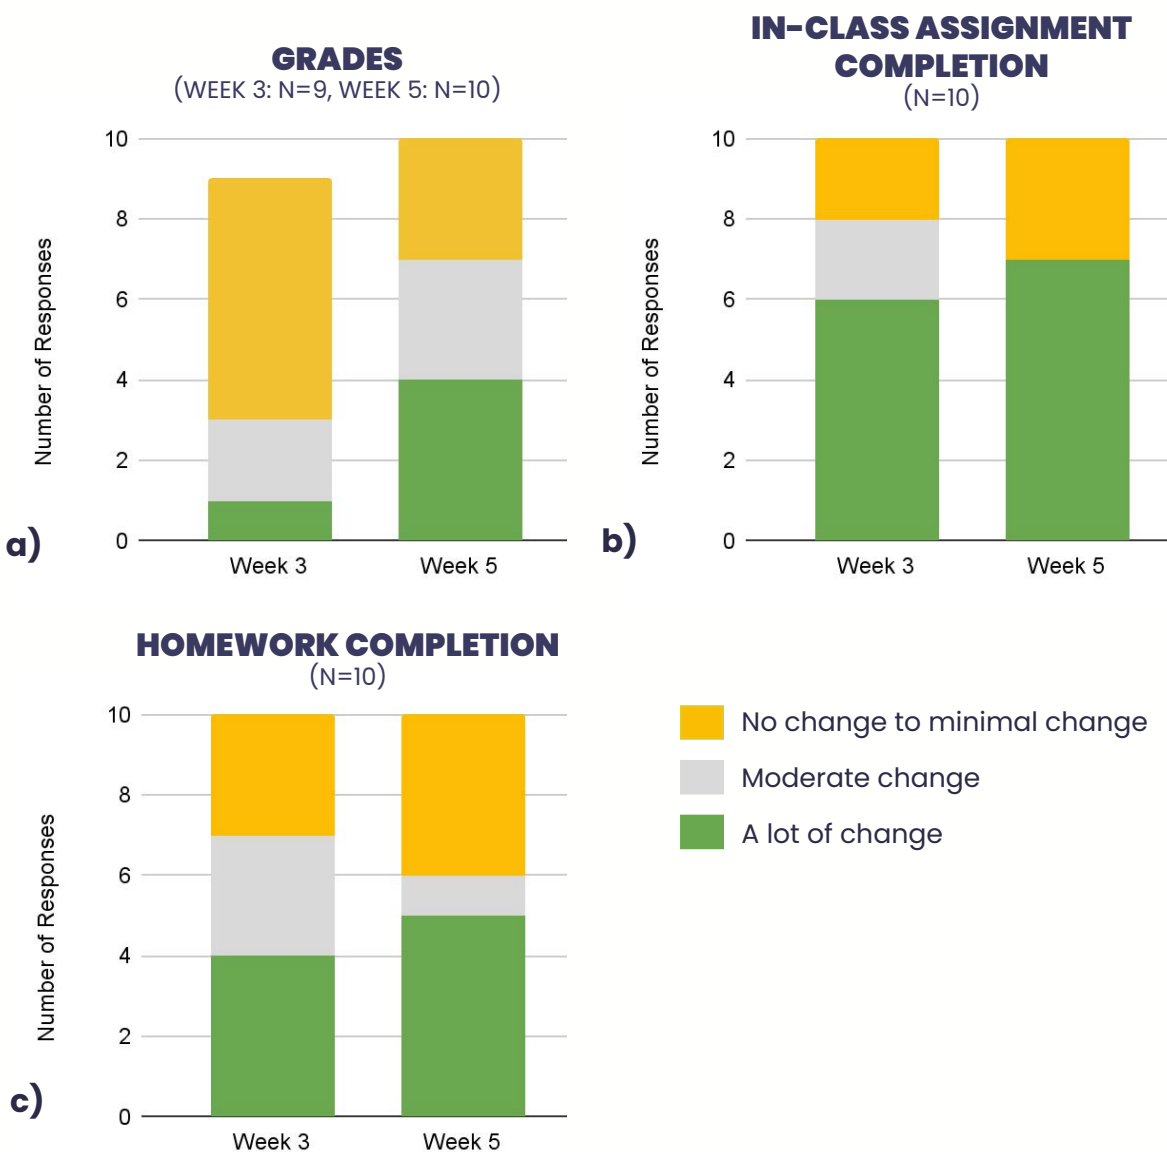 GRADES
(WEEK 3: N=9, WEEK 5: N=10)
10
8
6
4
2
0
Number of Responses
Week 3
Week 5
a)
IN-CLASS ASSIGNMENT
COMPLETION
(N=10)
10
8
6
4
2
0
Number of Responses
Week 3
Week 5
b)
HOMEWORK COMPLETION
(N=10)
10
8
6
4
2
0
Number of Responses
Week 3
Week 5
c)
No change to minimal change
Moderate change
A lot of change